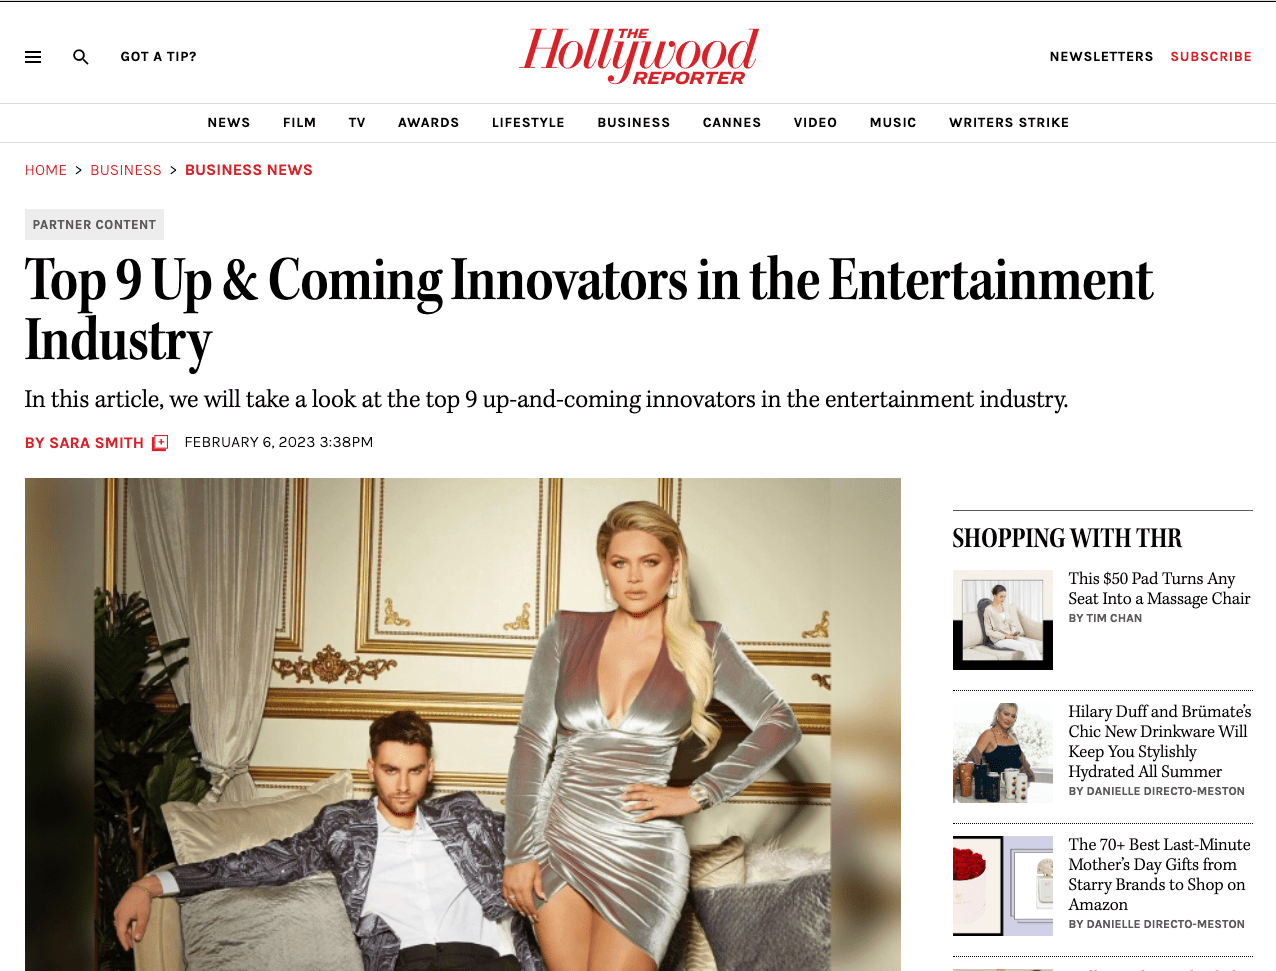 GOT A TIP?
THE
Hollywood
REPORTER
NEWSLETTERS SUBSCRIBE
NEWS FILM TV AWARDS LIFESTYLE BUSINESS CANNES VIDEO MUSIC WRITERS STRIKE
HOME > BUSINESS > BUSINESS NEWS
PARTNER CONTENT
Top 9 Up & Coming Innovators in the Entertainment
Industry
In this article, we will take a look at the top 9 up-and-coming innovators in the entertainment industry.
BY SARA SMITH FEBRUARY 6, 2023 3:38PM
SHOPPING WITH THR
This $50 Pad Turns Any
Seat Into a Massage Chair
BY TIM CHAN
Hilary Duff and Brümate's
Chic New Drinkware Will
Keep You Stylishly
Hydrated All Summer
BY DANIELLE DIRECTO-MESTON
The 70+ Best Last-Minute
Mother's Day Gifts from
Starry Brands to Shop on
Amazon
BY DANIELLE DIRECTO-MESTON